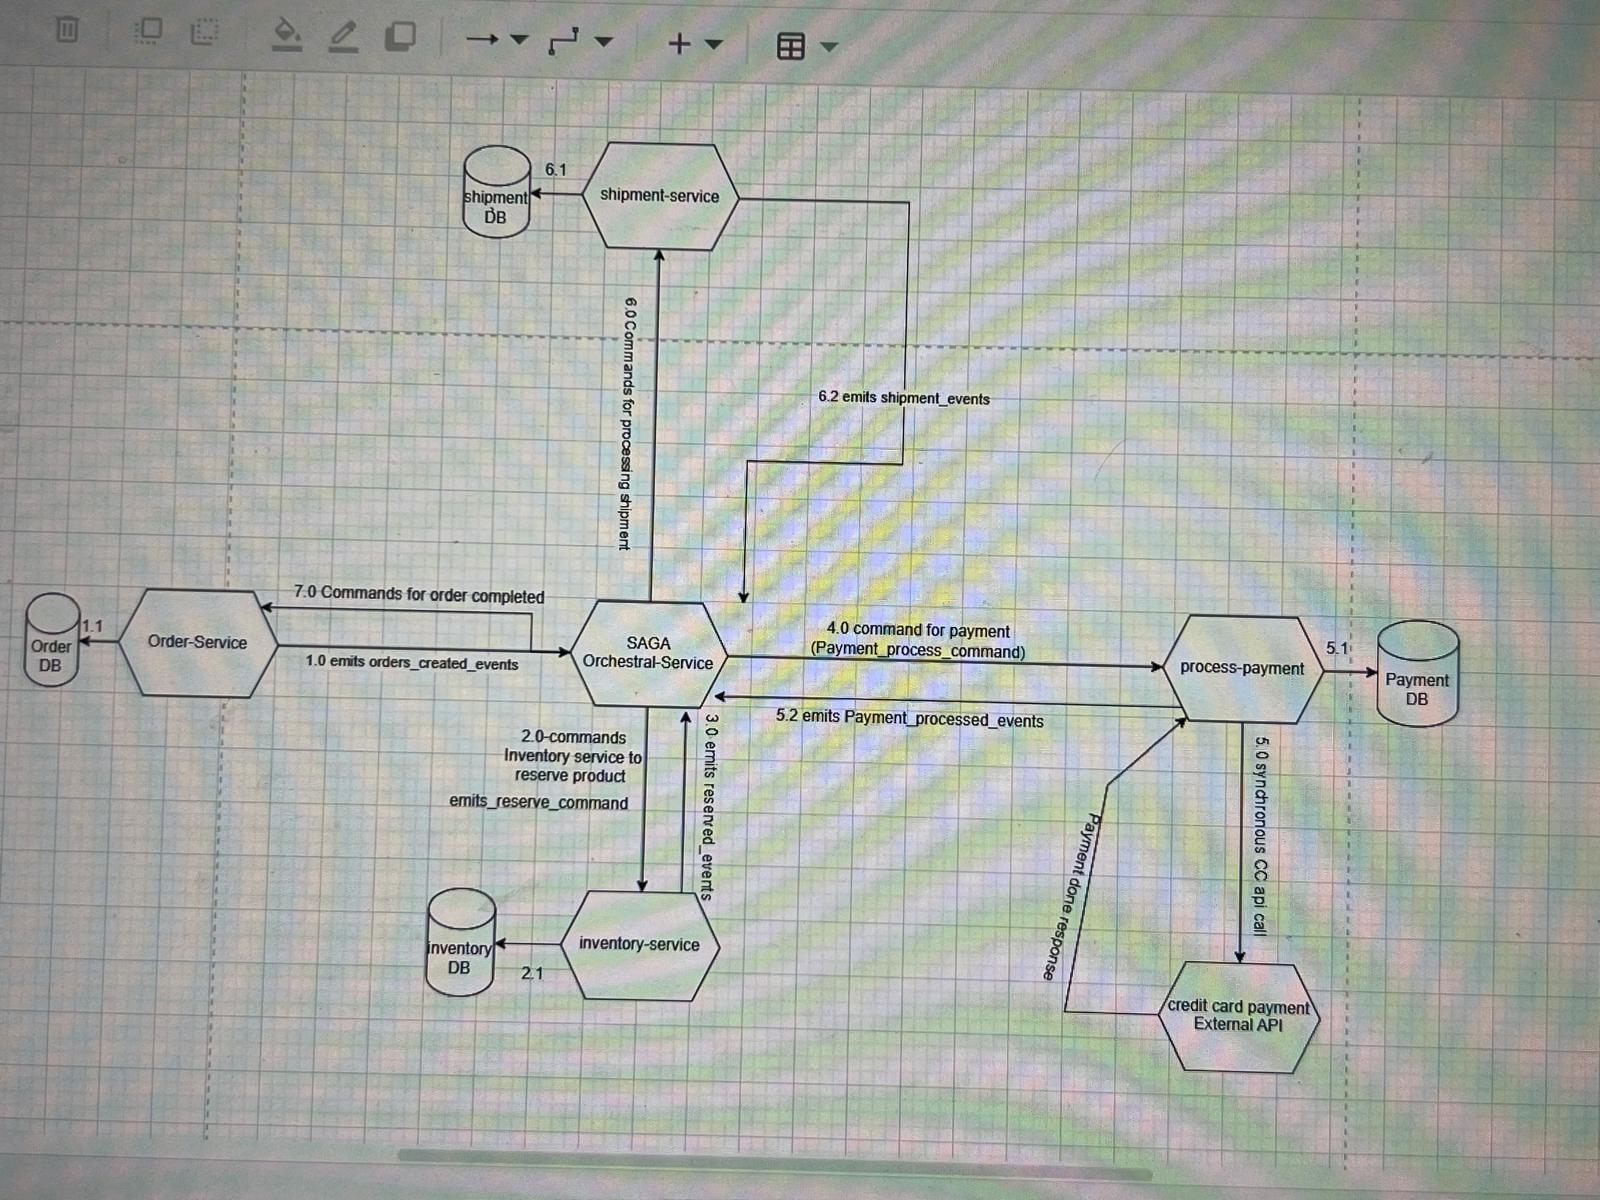 6.1
shipment-service
shipment
DB
6.0 Commands for processing shipment
6.2 emits shipment_events
7.0 Commands for order completed
1.1
Order
DB
Order-Service
1.0 emits orders_created_events
SAGA
Orchestral-Service
4.0 command for payment
(Payment_process_command)
process-payment
5.1
Payment
DB
5.2 emits Payment_processed_events
2.0-commands
Inventory service to
reserve product
emits_reserve_command
3.0 emits reserved_events
5.0 synchronous CC api call
Payment done response
inventory
DB
2.1
inventory-service
credit card payment
External API